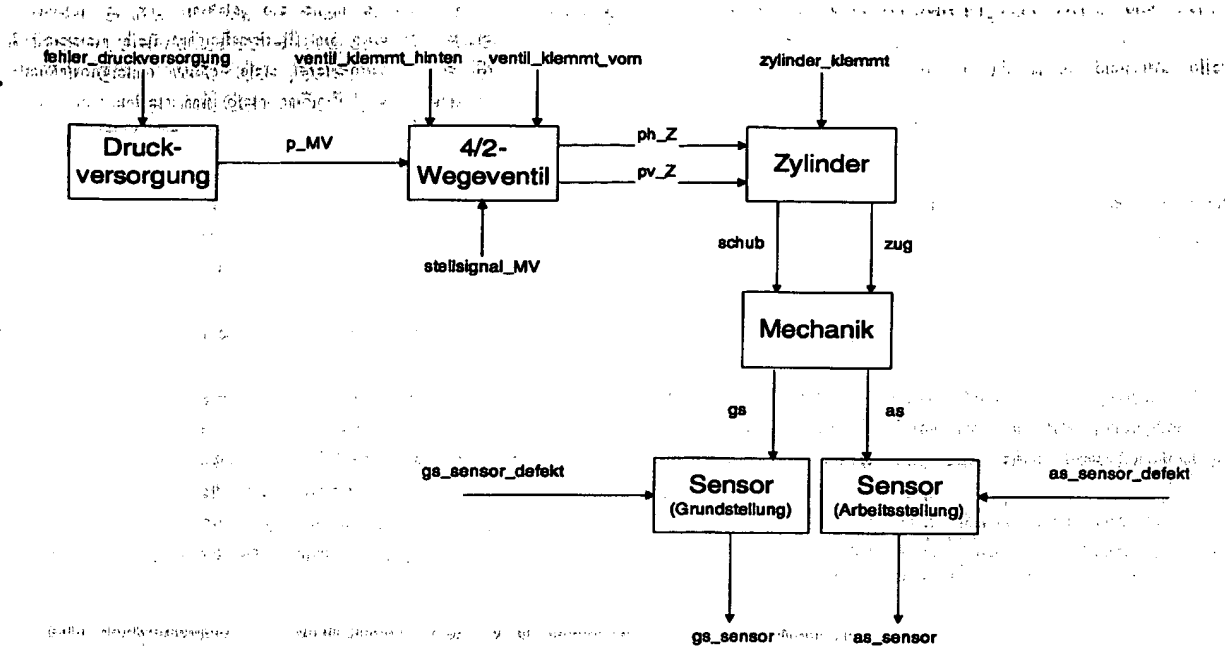 fehler_druckversorgung
ventil_klemmt_hinten
ventil_klemmt_vorn
zylinder_klemmt
Druck-
versorgung
p_MV
4/2-
Wegeventil
ph_Z
pv_Z
Zylinder
stellsignal_MV
schub
zug
Mechanik
gs
as
gs_sensor_defekt
Sensor
(Grundstellung)
Sensor
(Arbeitsstellung)
as_sensor_defekt
gs_sensor
as_sensor